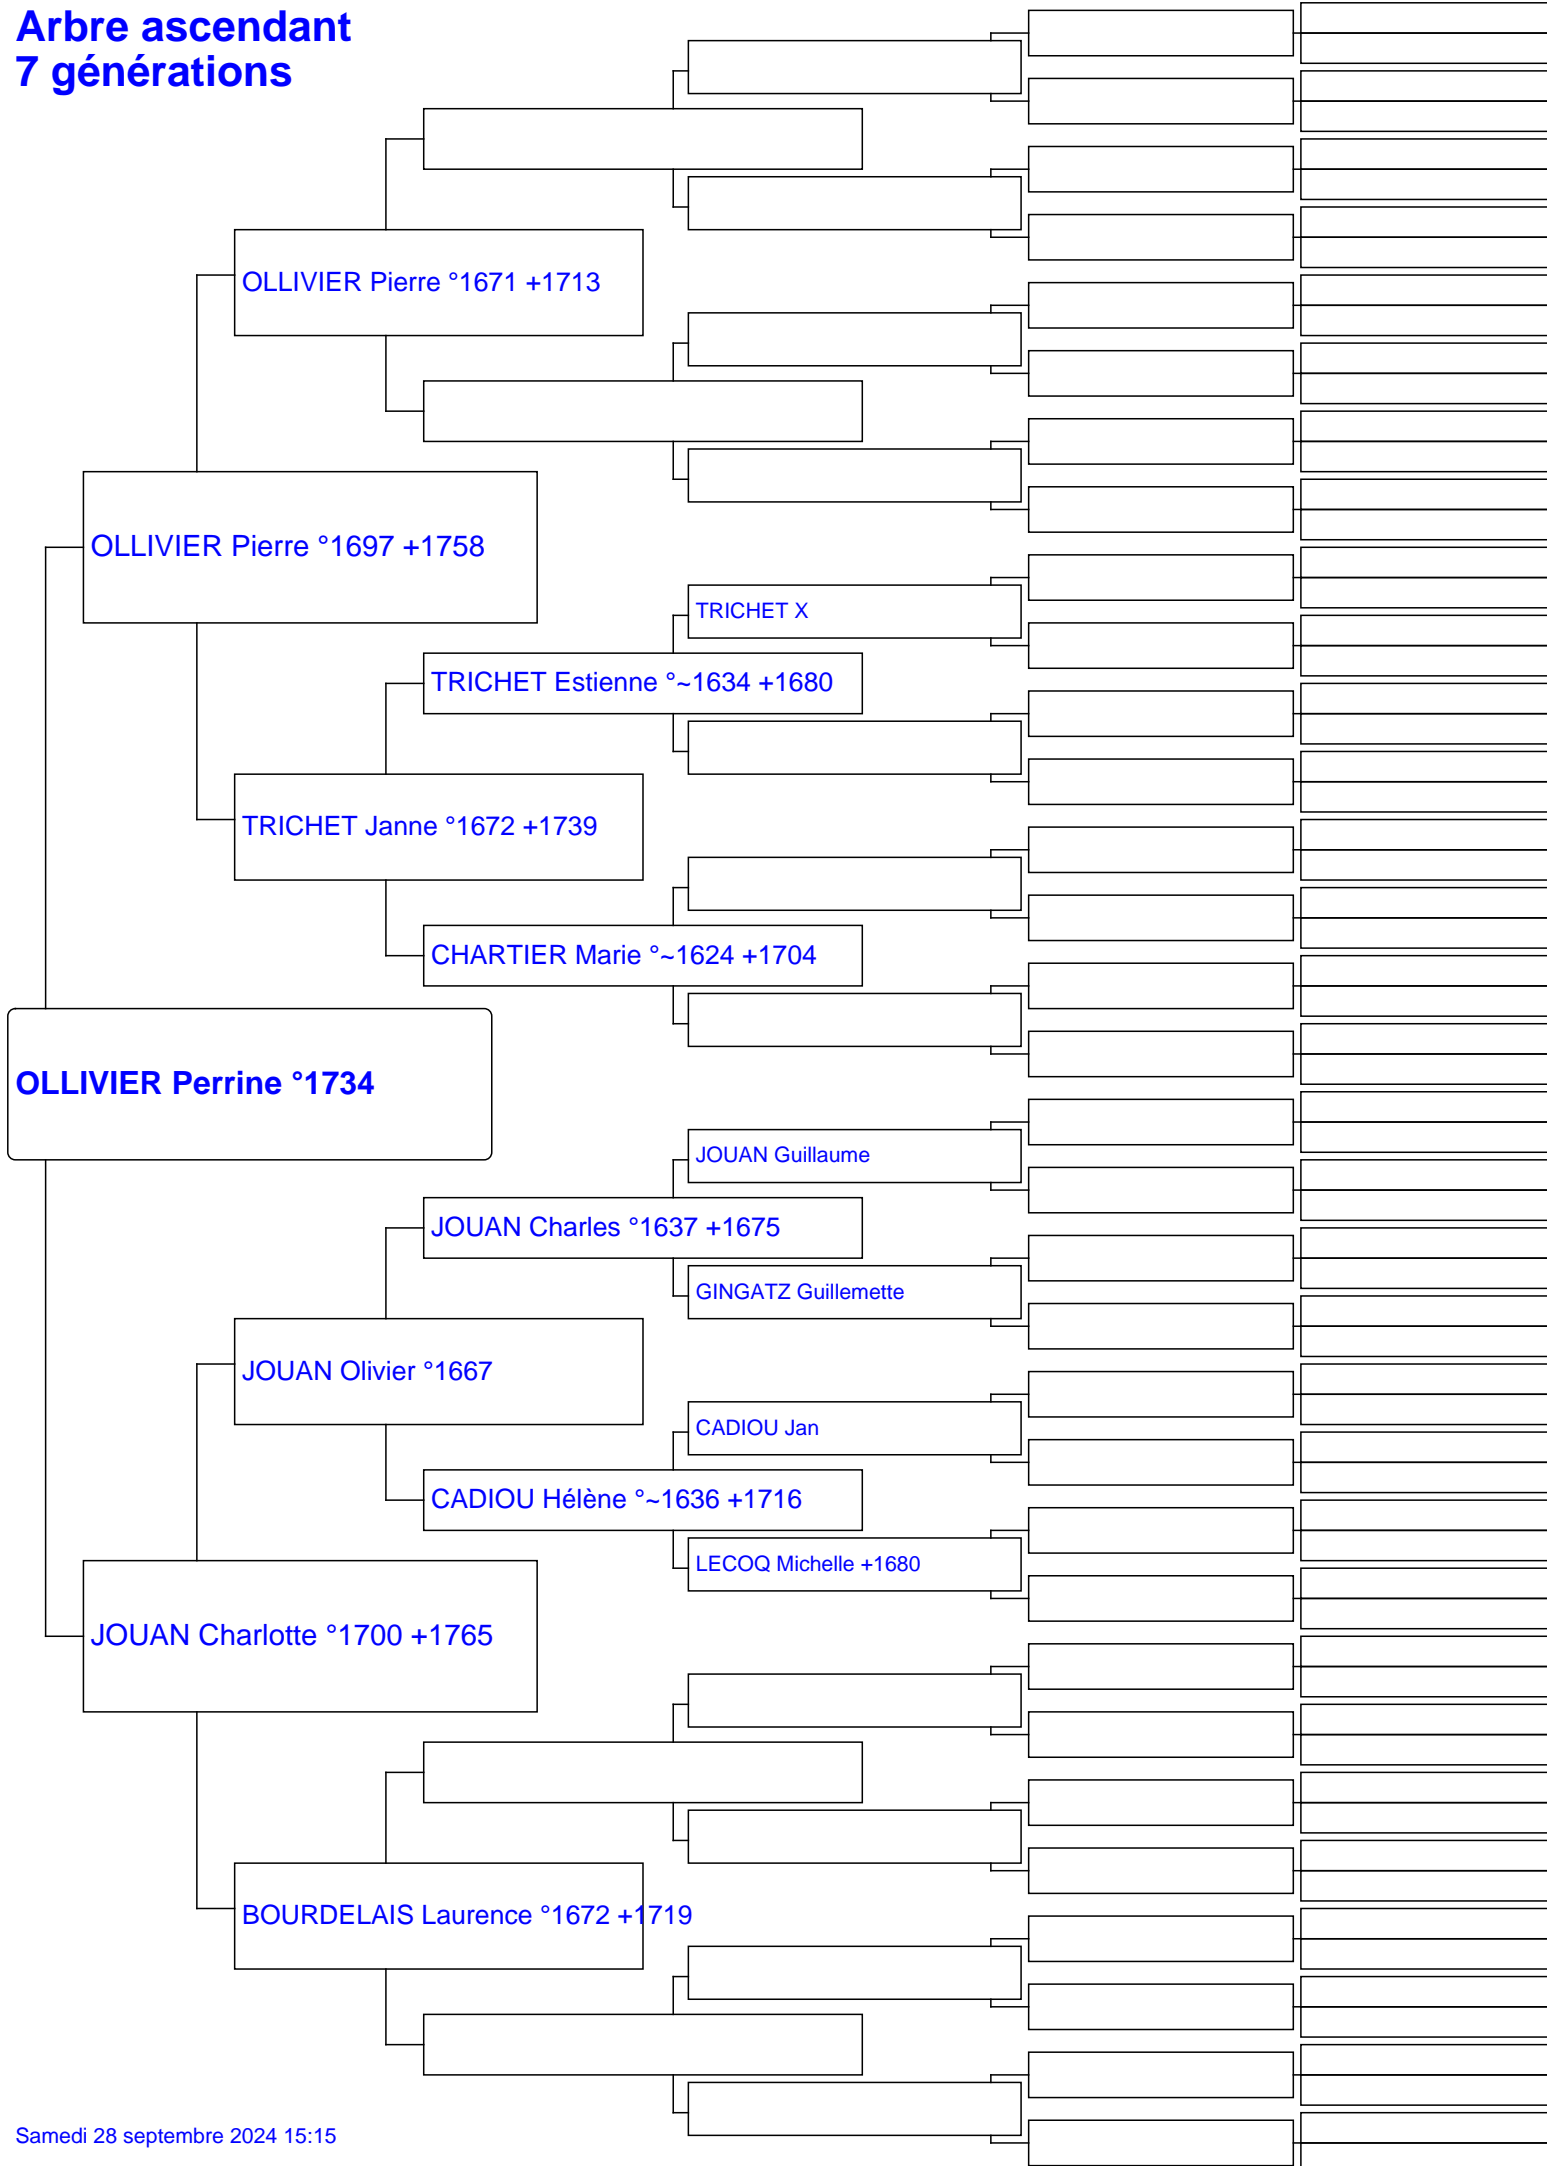 Arbre ascendant
7 générations
OLLIVIER Pierre °1671 +1713
OLLIVIER Pierre °1697 +1758
TRICHET X
TRICHET Estienne °~1634 +1680
TRICHET Janne °1672 +1739
CHARTIER Marie °~1624 +1704
OLLIVIER Perrine °1734
JOUAN Guillaume
JOUAN Charles °1637 +1675
GINGATZ Guillemette
JOUAN Olivier °1667
CADIOU Jan
CADIOU Hélène °~1636 +1716
LECOQ Michelle +1680
JOUAN Charlotte °1700 +1765
BOURDELAIS Laurence °1672 +1719
Samedi 28 septembre 2024 15:15